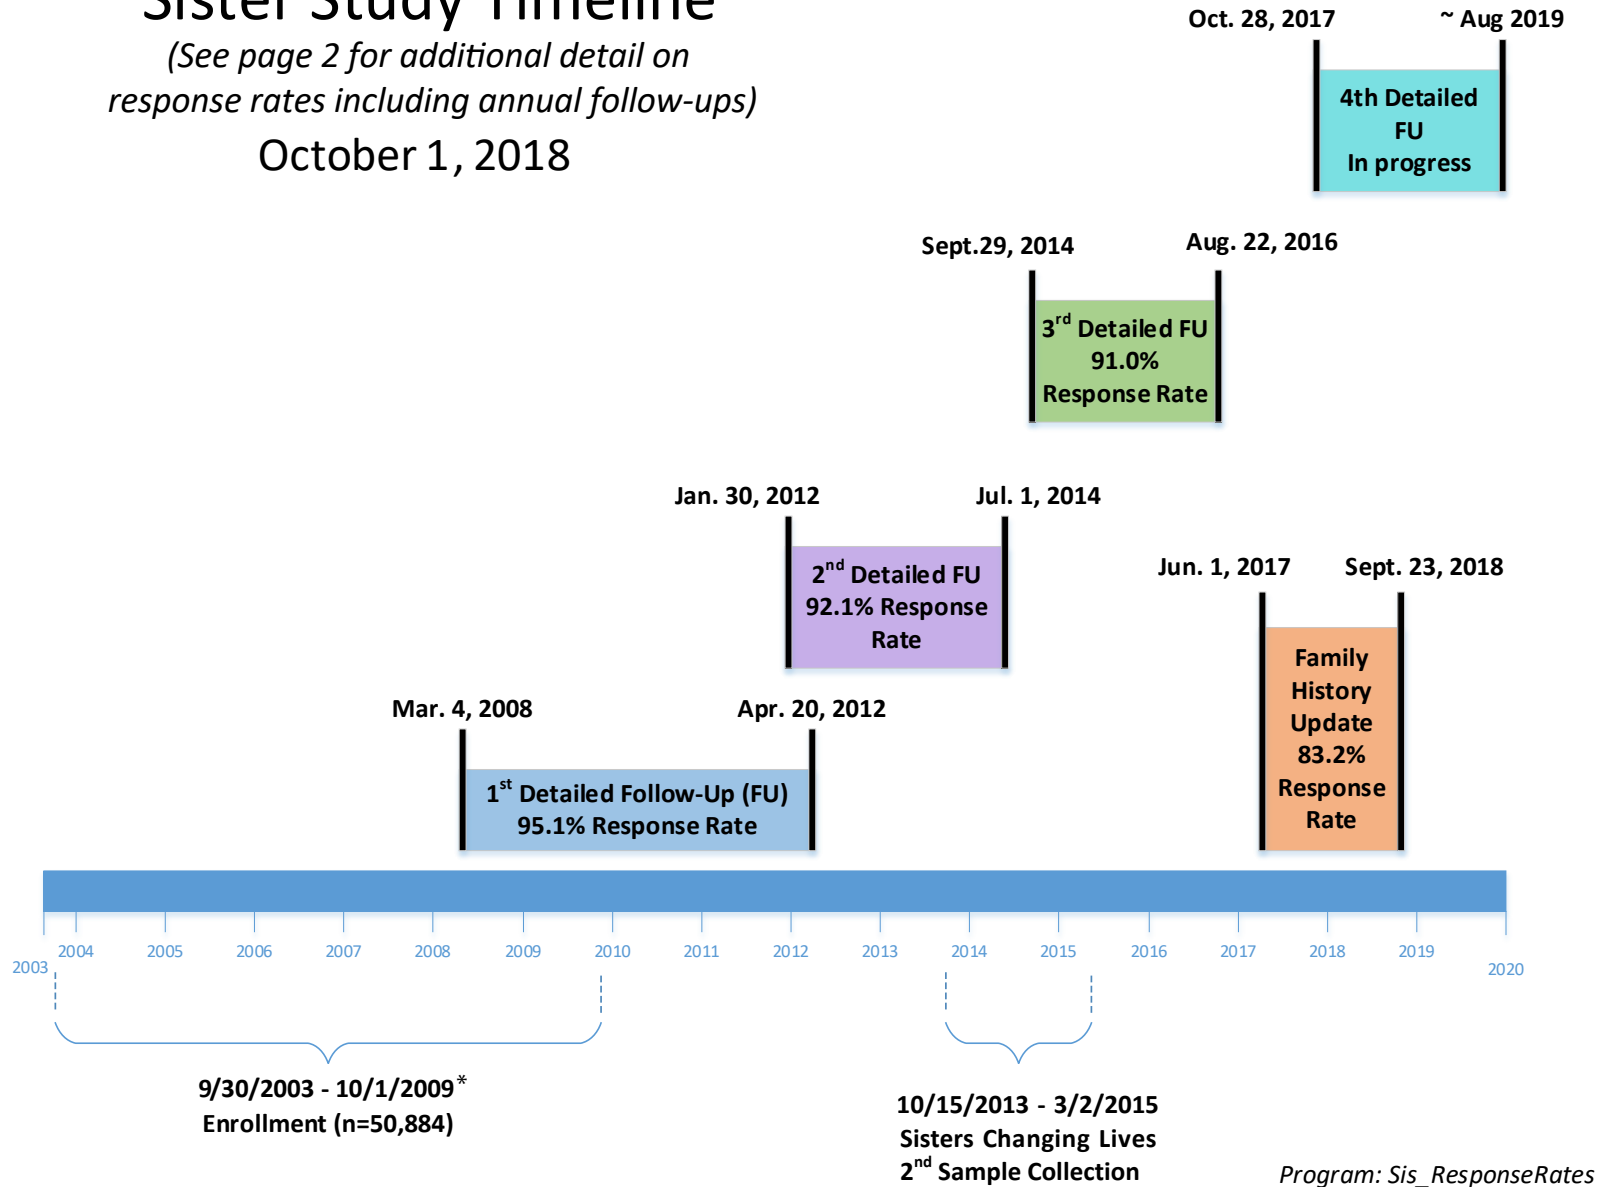 Sister Study Timeline
(See page 2 for additional detail on
response rates including annual follow-ups)
October 1, 2018
Oct. 28, 2017 ~ Aug 2019
4th Detailed
FU
In progress
Sept.29, 2014 Aug. 22, 2016
3rd Detailed FU
91.0%
Response Rate
Jan. 30, 2012 Jul. 1, 2014
2nd Detailed FU
92.1% Response
Rate
Jun. 1, 2017 Sept. 23, 2018
Family
History
Update
83.2%
Response
Rate
Mar. 4, 2008 Apr. 20, 2012
1st Detailed Follow-Up (FU)
95.1% Response Rate
2003 2004 2005 2006 2007 2008 2009 2010 2011 2012 2013 2014 2015 2016 2017 2018 2019 2020
9/30/2003 - 10/1/2009*
Enrollment (n=50,884)
10/15/2013 - 3/2/2015
Sisters Changing Lives
2nd Sample Collection
Program: Sis_ResponseRates